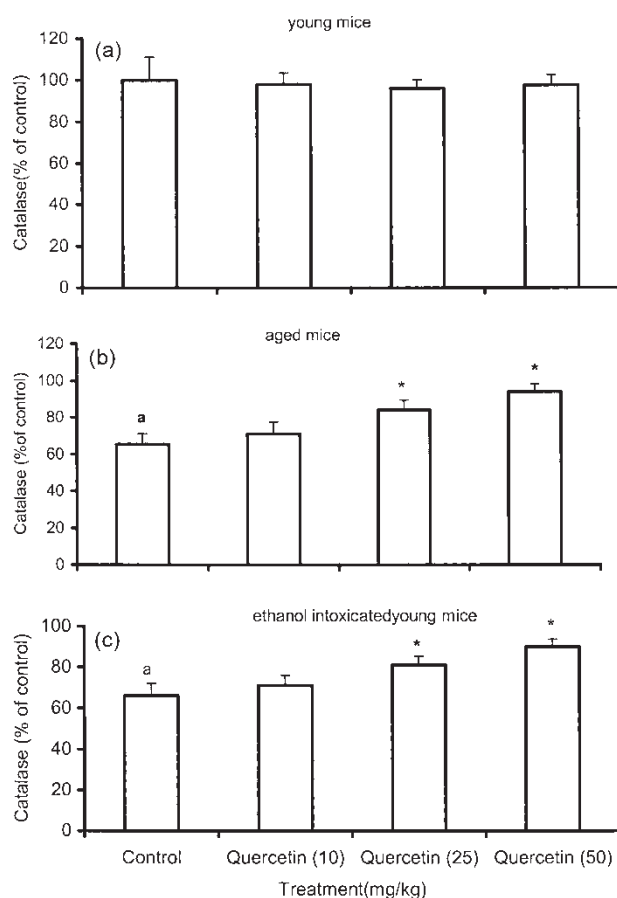 young mice
(a)
120
100
80
60
40
20
0
Catalase(% of control)
aged mice
(b)
120
100
80
60
40
20
0
a
*
*
Catalase (%of control)
ethanol intoxicatedyoung mice
(c)
100
80
60
40
20
0
a
*
*
Catalase (% of control)
Control Quercetin (10) Quercetin (25) Quercetin (50)
Treatment(mg/kg)